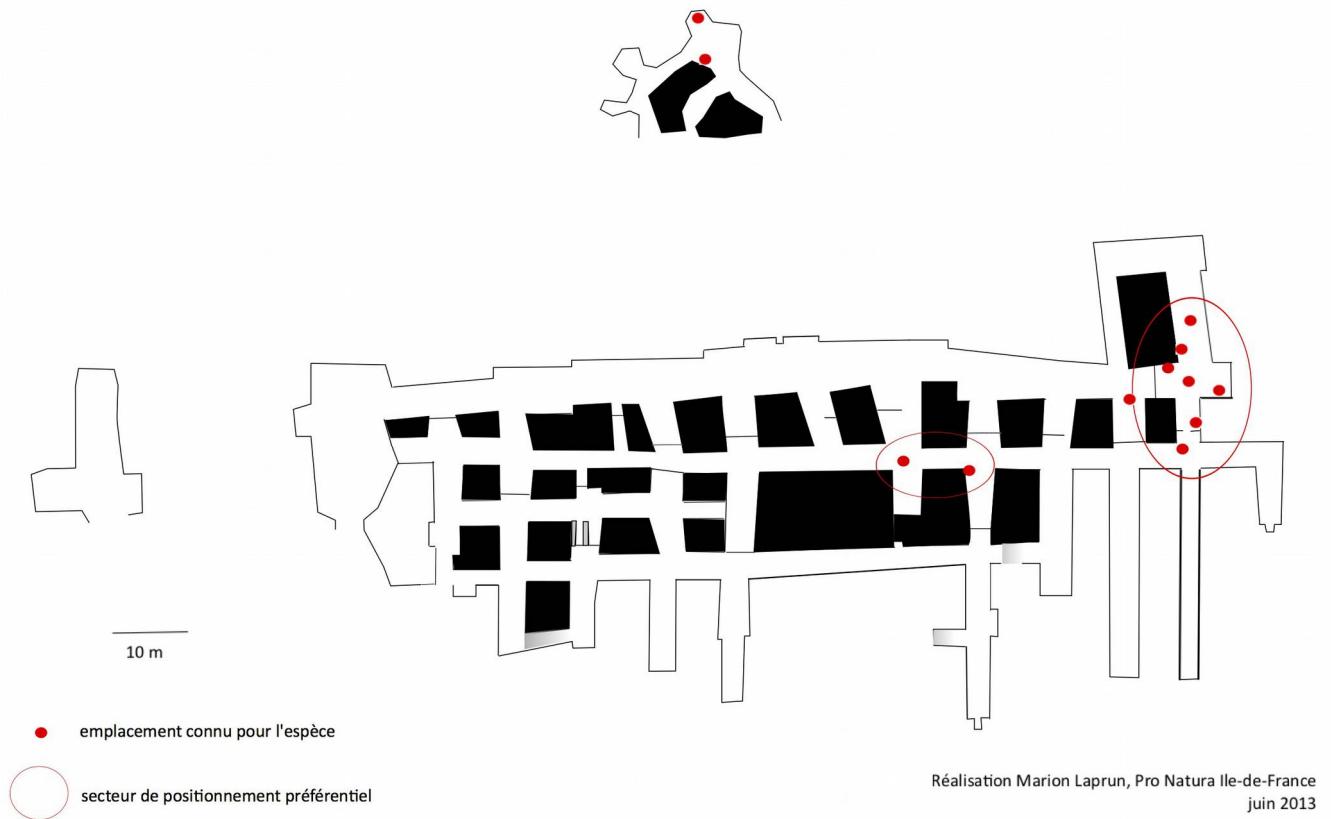 10 m
emplacement connu pour l'espèce
secteur de positionnement préférentiel
Réalisation Marion Laprun, Pro Natura Ile-de-France
juin 2013